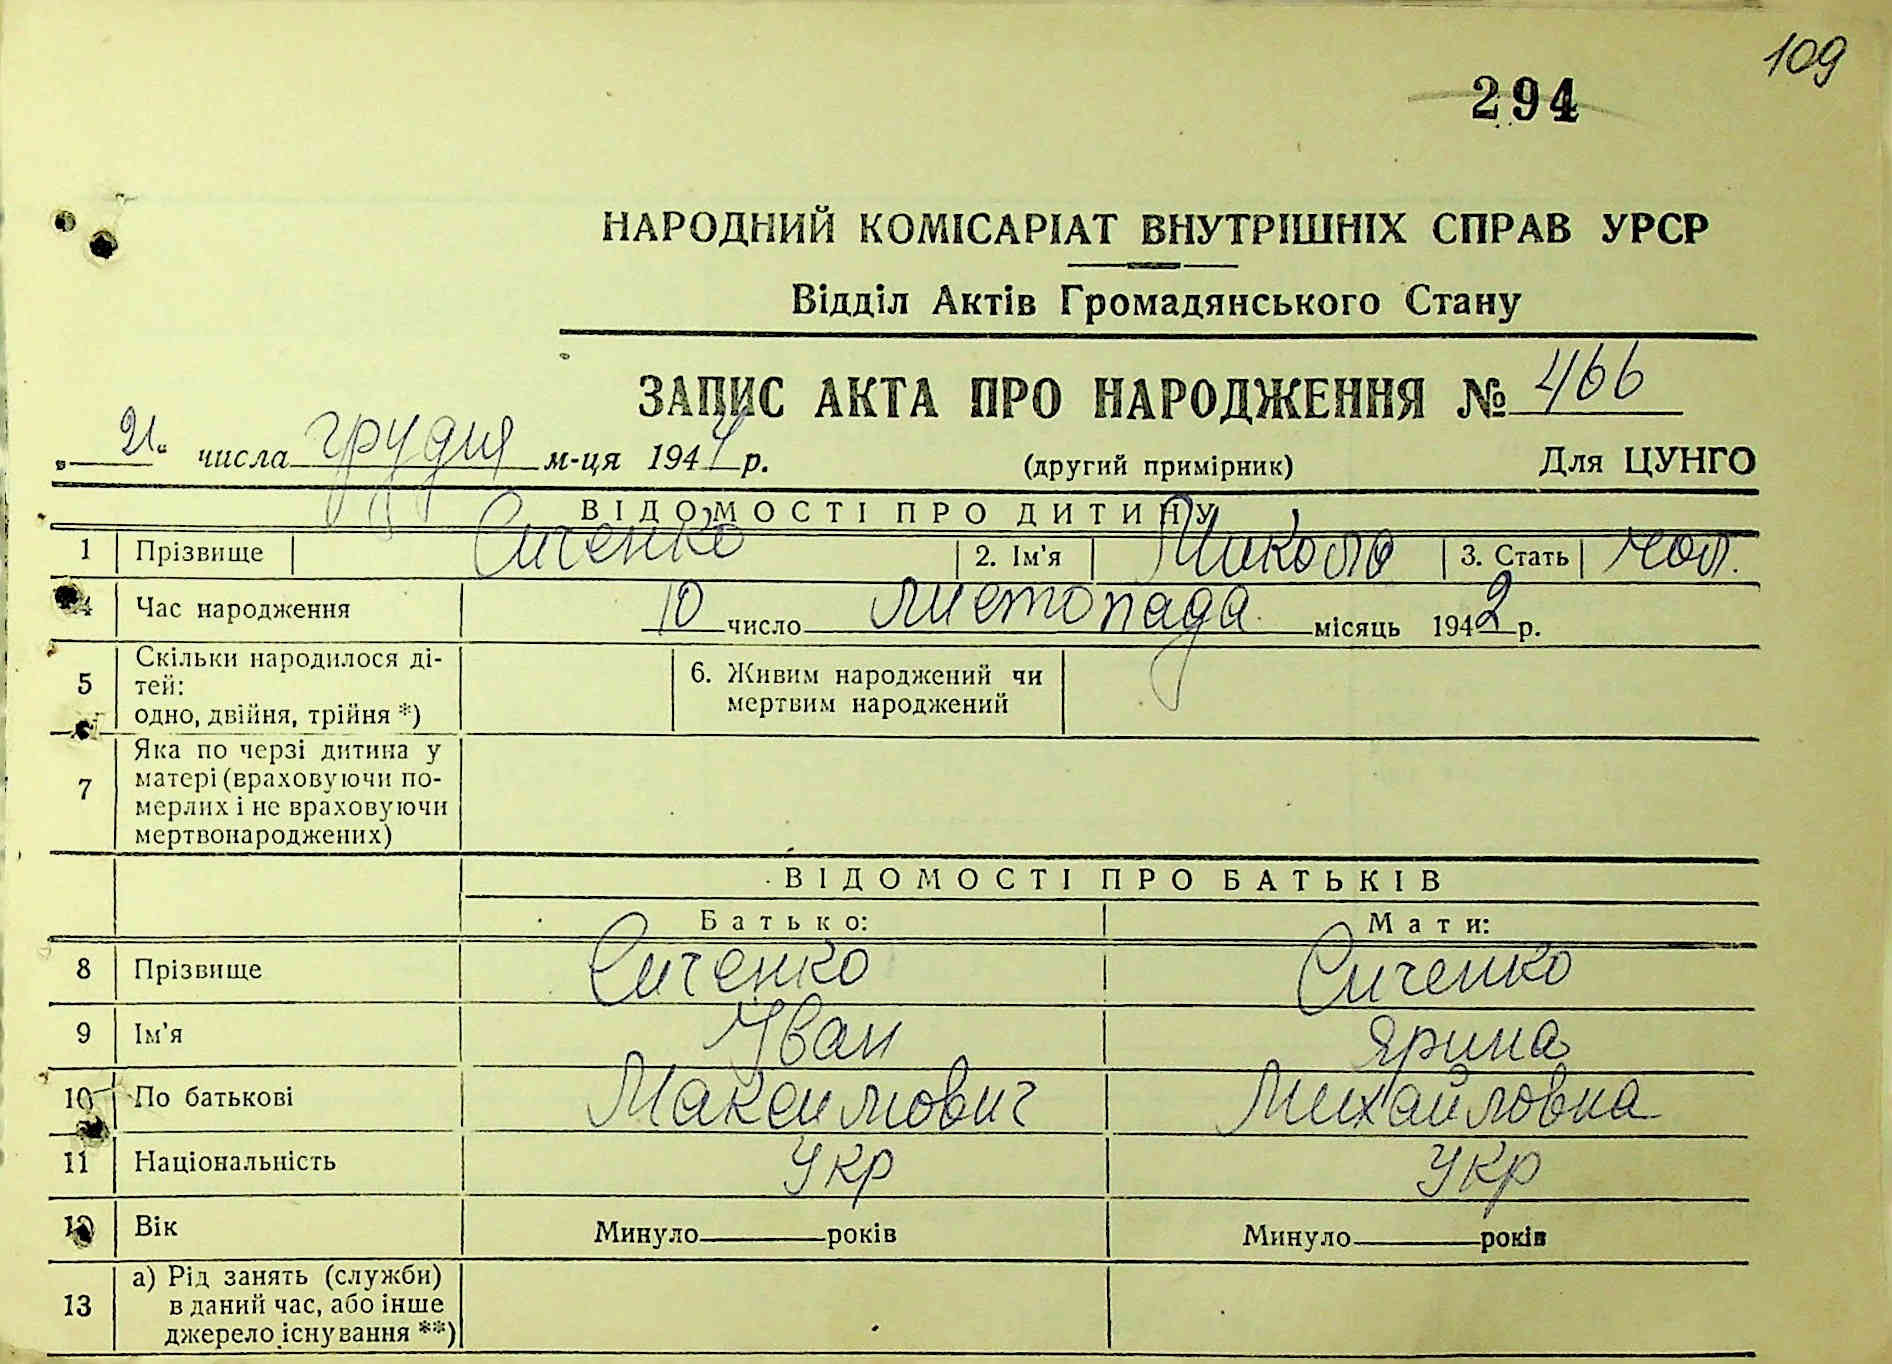 109
294
НАРОДНИЙ КОМІСАРІАТ ВНУТРІШНІХ СПРАВ УРСР
Відділ Актів Громадянського Стану
ЗАПИС АКТА ПРО НАРОДЖЕННЯ № 466
„ 21 “ числа грудня м-ця 1944 р. (другий примірник) Для ЦУНГО
ВІДОМОСТІ ПРО ДИТИНУ
1 Прізвище Сиченко 2. Ім'я Микола 3. Стать чол.
4 Час народження 10 число листопада місяць 1942 р.
5 Скільки народилося ді-
тей:
одно, двійня, трійня *)
6. Живим народжений чи
мертвим народжений
7 Яка по черзі дитина у
матері (враховуючи по-
мерлих і не враховуючи
мертвонароджених)
ВІДОМОСТІ ПРО БАТЬКІВ
Батько: Мати:
8 Прізвище Сиченко Сиченко
9 Ім'я Іван Ярина
10 По батькові Максимович Михайловна
11 Національність Укр Укр
12 Вік Минуло років Минуло років
13 а) Рід занять (служби)
в даний час, або інше
джерело існування **)